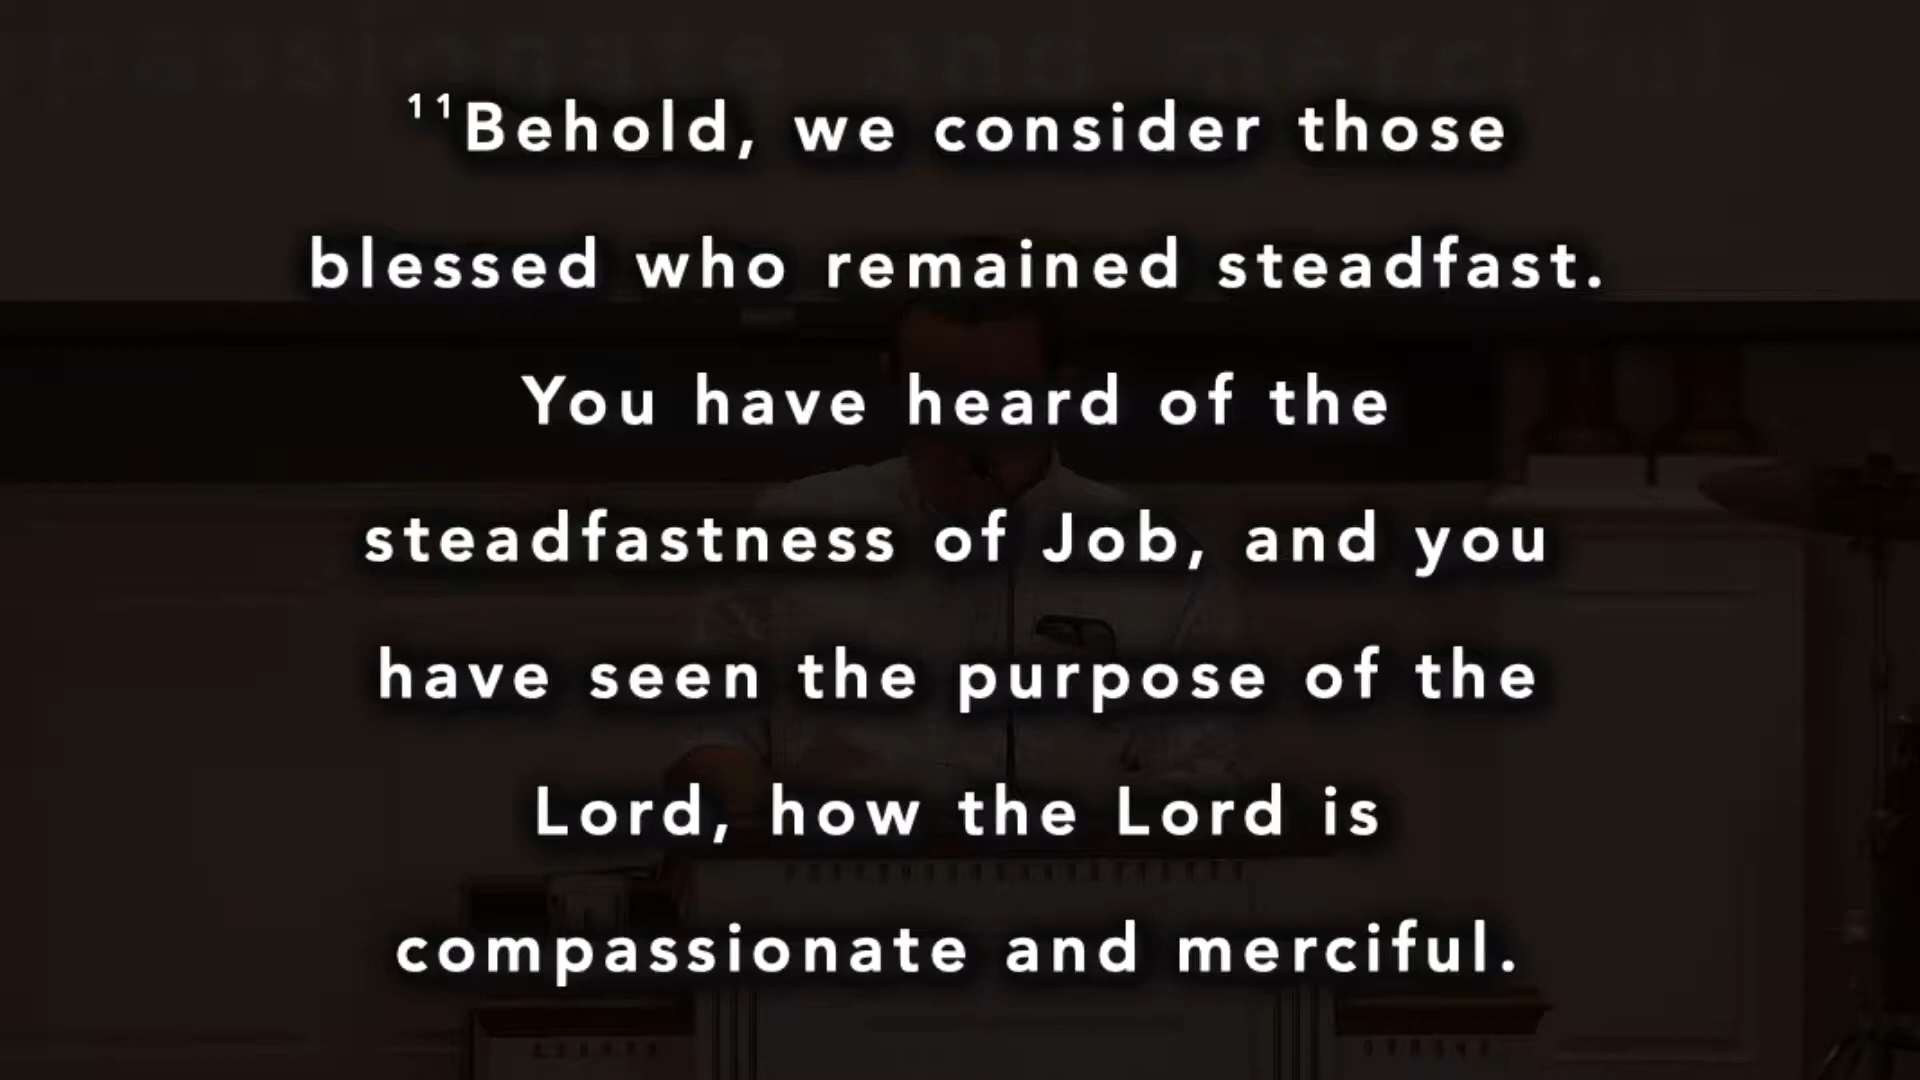 ¹¹Behold, we consider those
blessed who remained steadfast.
You have heard of the
steadfastness of Job, and you
have seen the purpose of the
Lord, how the Lord is
compassionate and merciful.